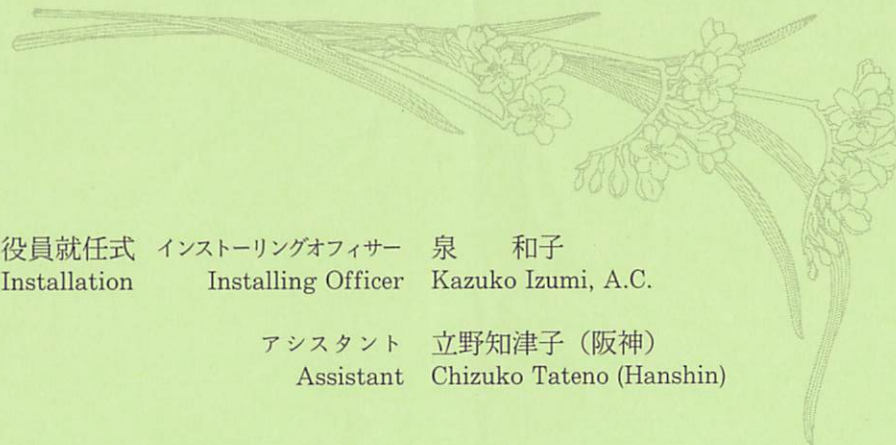 役員就任式 インストーリングオフィサー 泉　和子
Installation Installing Officer Kazuko Izumi, A.C.
アシスタント 立野知津子（阪神）
Assistant Chizuko Tateno (Hanshin)